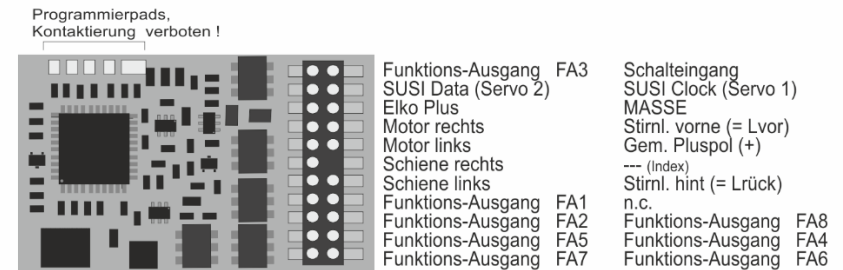 Programmierpads,
Kontaktierung verboten !
Funktions-Ausgang FA3 Schalteingang
SUSI Data (Servo 2) SUSI Clock (Servo 1)
Elko Plus MASSE
Motor rechts Stirnl. vorne (= Lvor)
Motor links Gem. Pluspol (+)
Schiene rechts --- (Index)
Schiene links Stirnl. hint (= Lrück)
Funktions-Ausgang FA1 n.c.
Funktions-Ausgang FA2 Funktions-Ausgang FA8
Funktions-Ausgang FA5 Funktions-Ausgang FA4
Funktions-Ausgang FA7 Funktions-Ausgang FA6